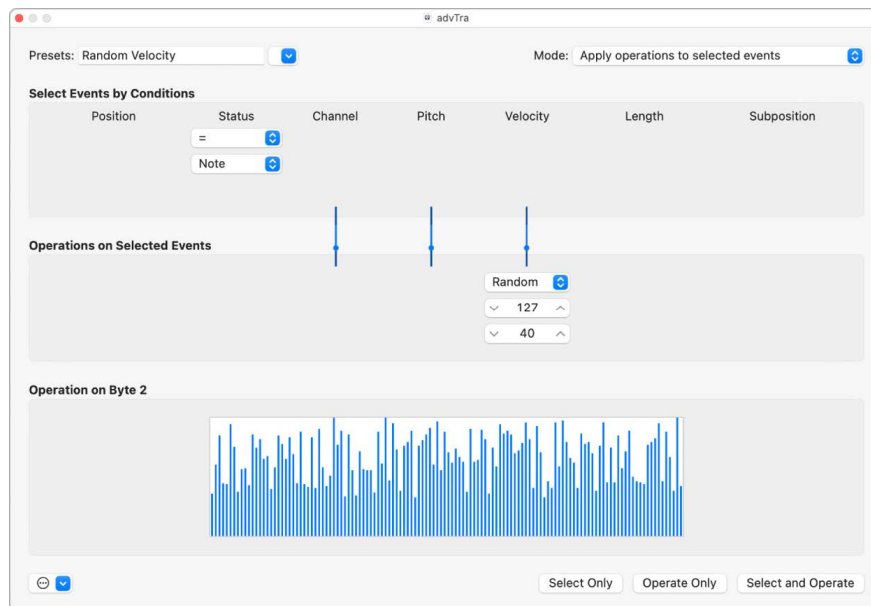 advTra
Presets: Random Velocity
Mode: Apply operations to selected events
Select Events by Conditions
Position Status Channel Pitch Velocity Length Subposition
=
Note
Operations on Selected Events
Random
127
40
Operation on Byte 2
Select Only Operate Only Select and Operate